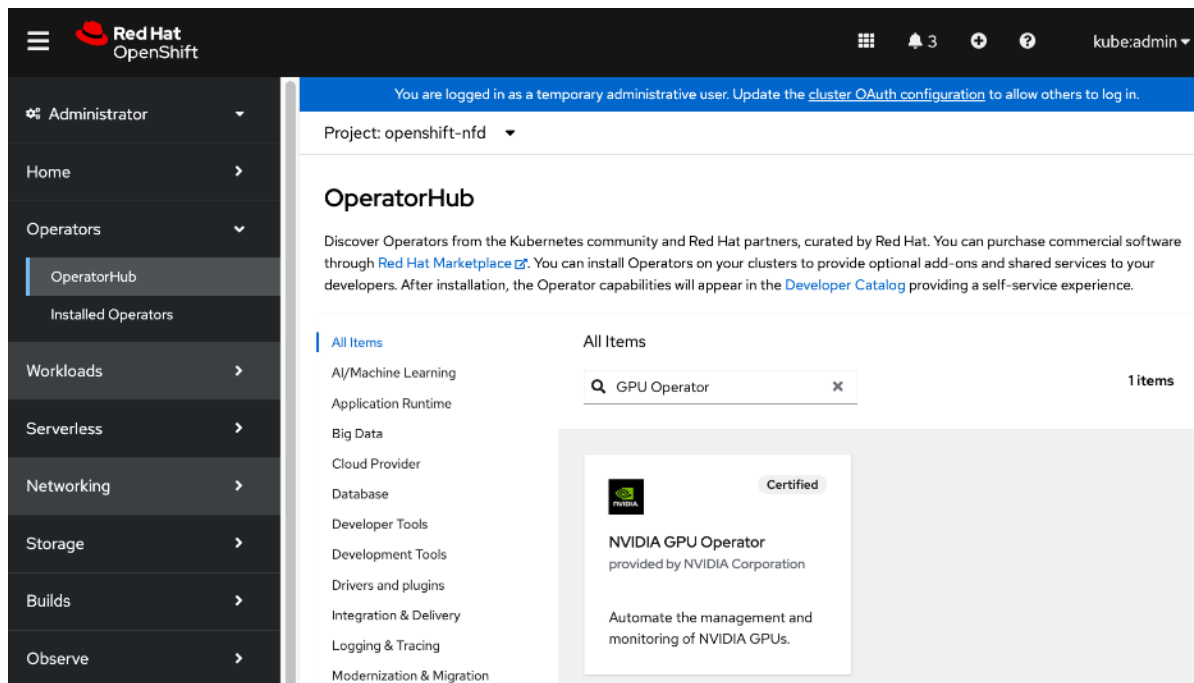 Red Hat
OpenShift
3
kube:admin
You are logged in as a temporary administrative user. Update the cluster OAuth configuration to allow others to log in.
Administrator
Home
Operators
OperatorHub
Installed Operators
Workloads
Serverless
Networking
Storage
Builds
Observe
Project: openshift-nfd
OperatorHub
Discover Operators from the Kubernetes community and Red Hat partners, curated by Red Hat. You can purchase commercial software
through Red Hat Marketplace. You can install Operators on your clusters to provide optional add-ons and shared services to your
developers. After installation, the Operator capabilities will appear in the Developer Catalog providing a self-service experience.
All Items
AI/Machine Learning
Application Runtime
Big Data
Cloud Provider
Database
Developer Tools
Development Tools
Drivers and plugins
Integration & Delivery
Logging & Tracing
Modernization & Migration
All Items
GPU Operator
1 items
nVIDIA.
Certified
NVIDIA GPU Operator
provided by NVIDIA Corporation
Automate the management and
monitoring of NVIDIA GPUs.